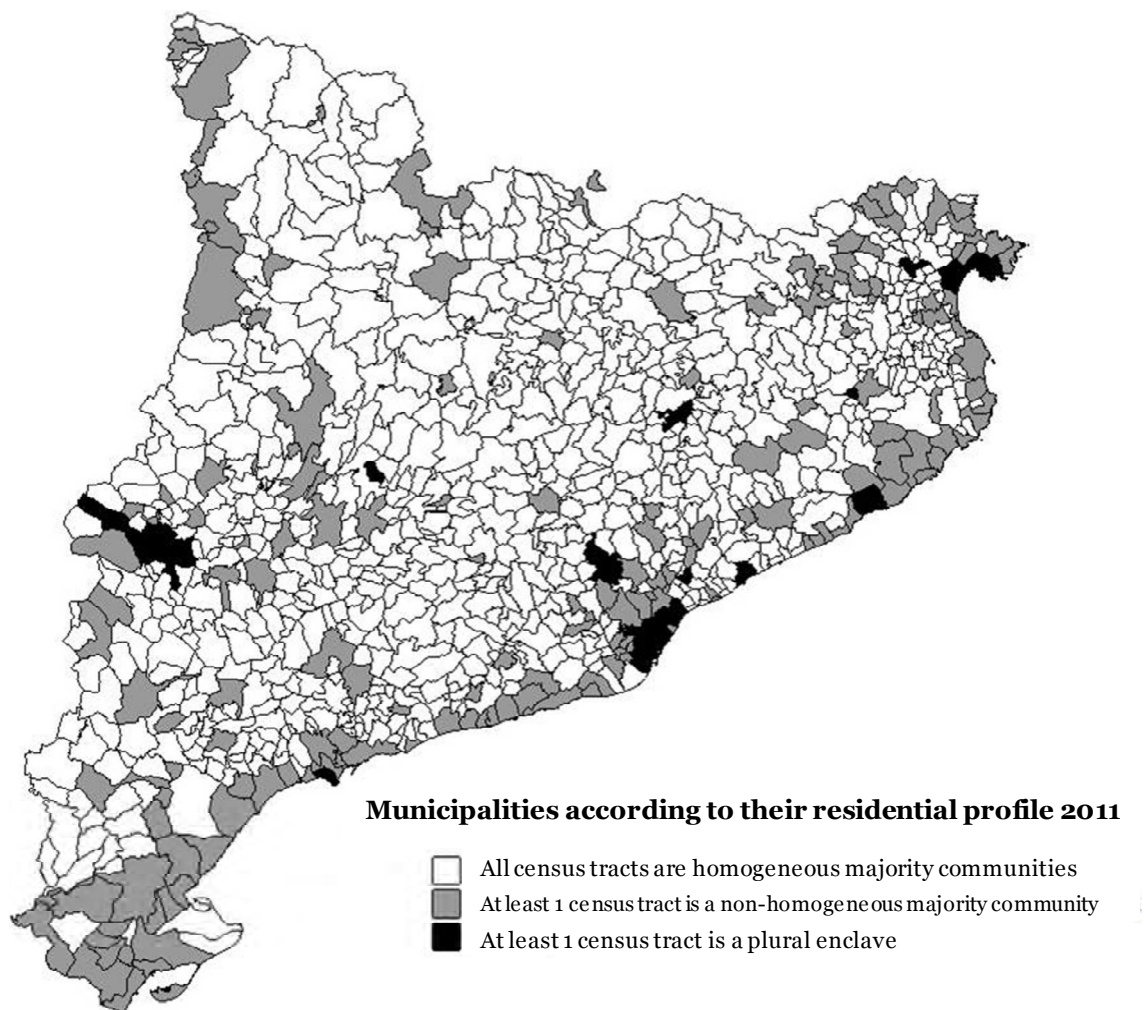 Municipalities according to their residential profile 2011
All census tracts are homogeneous majority communities
At least 1 census tract is a non-homogeneous majority community
At least 1 census tract is a plural enclave